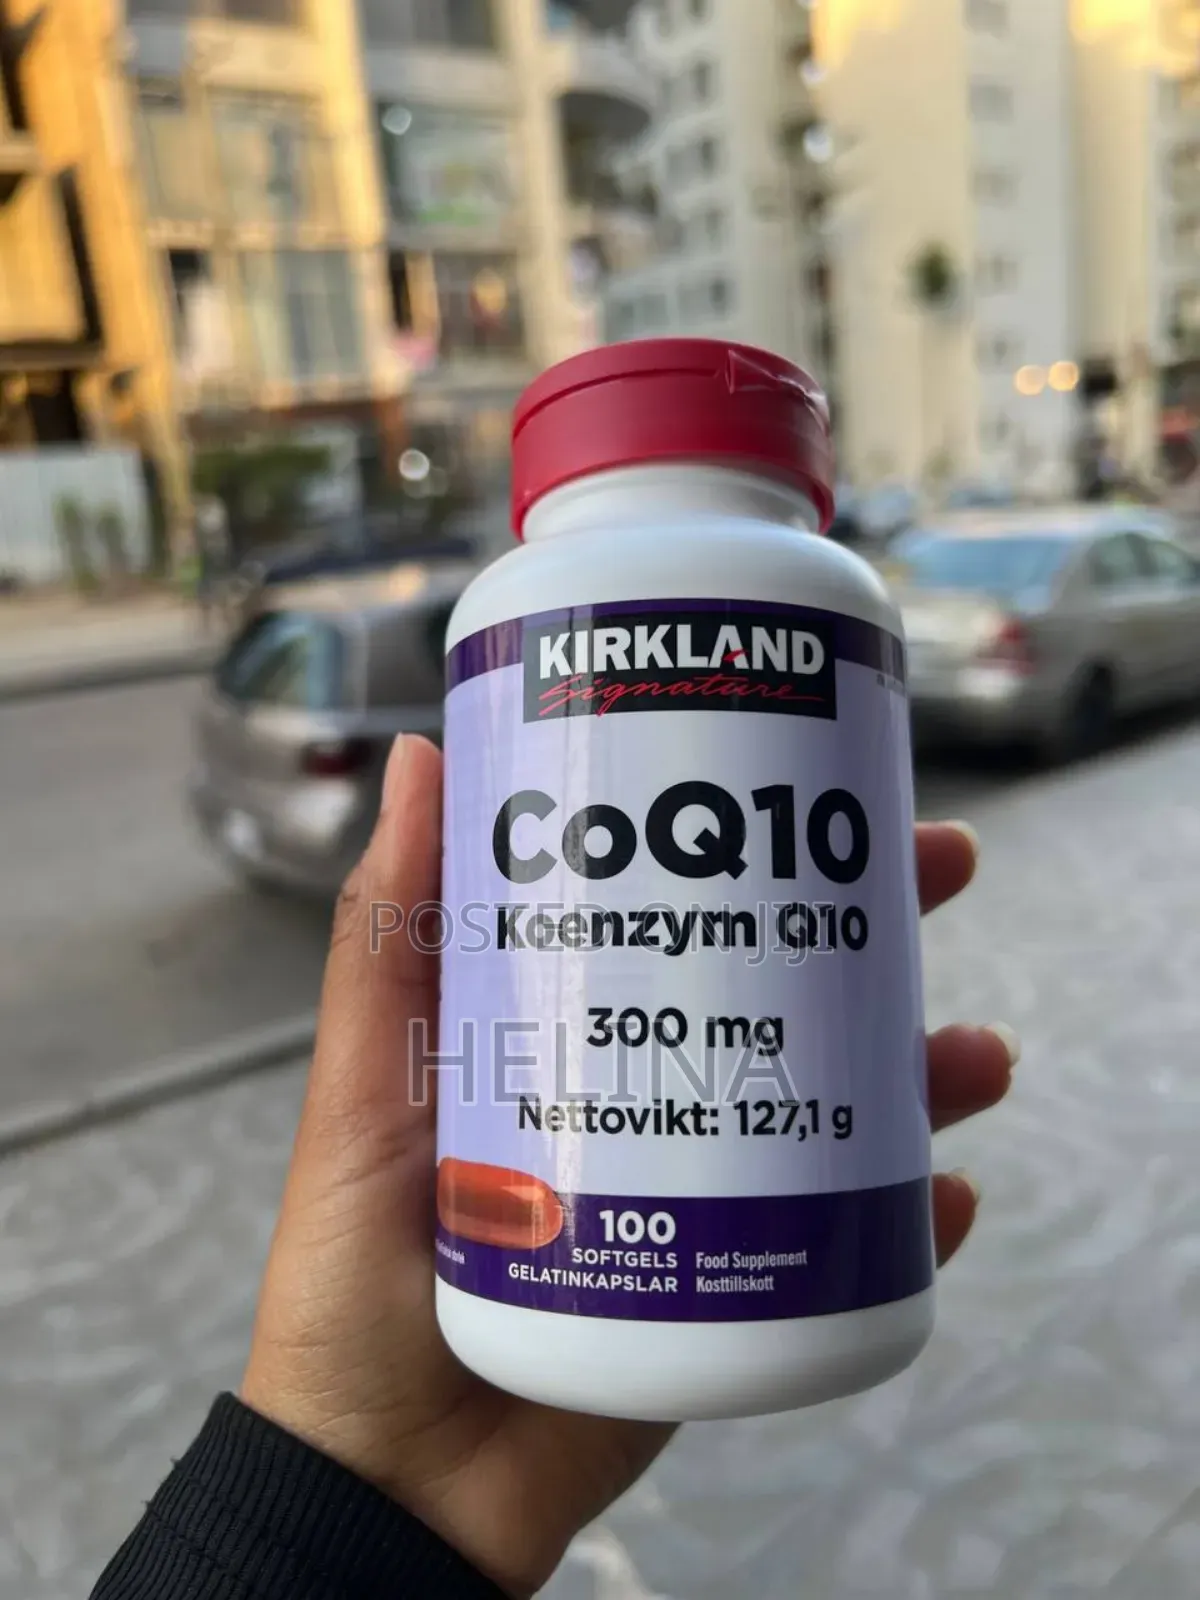 KIRKLAND
Signature
CoQ10
Koenzym Q10
POSTED ON JIJI
300 mg
HELINA
Nettovikt: 127,1 g
100
SOFTGELS
GELATINKAPSLAR
Food Supplement
Kosttillskott